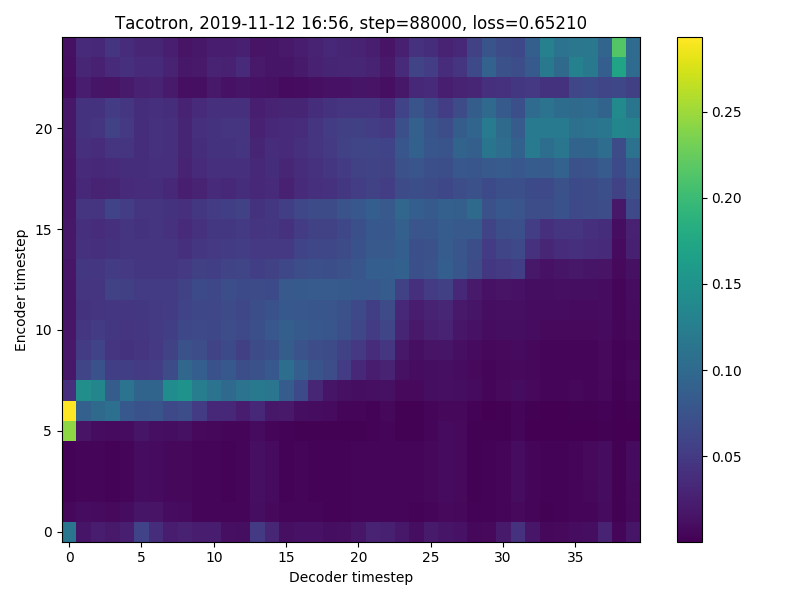 Tacotron, 2019-11-12 16:56, step=88000, loss=0.65210
Encoder timestep
20
15
10
5
0
0 5 10 15 20 25 30 35
Decoder timestep
0.25
0.20
0.15
0.10
0.05